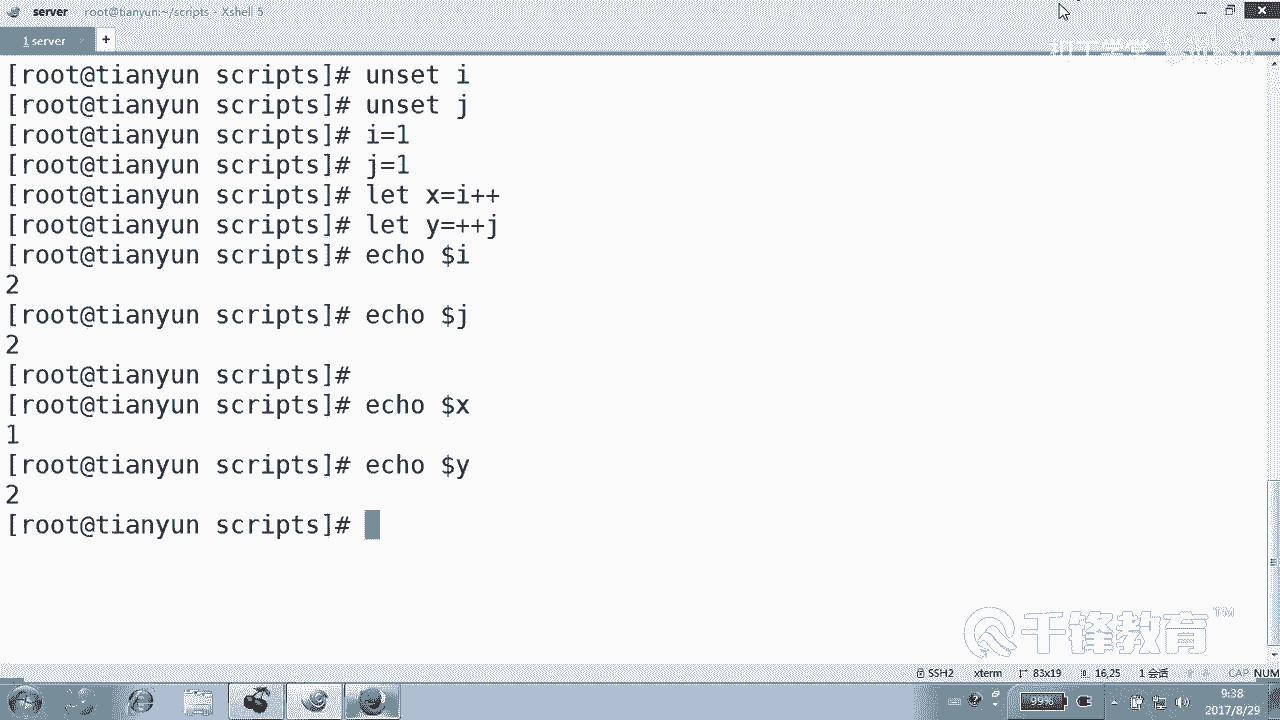 server root@tianyun:~/scripts - Xshell 5
1 server
[root@tianyun scripts]# unset i
[root@tianyun scripts]# unset j
[root@tianyun scripts]# i=1
[root@tianyun scripts]# j=1
[root@tianyun scripts]# let x=i++
[root@tianyun scripts]# let y=++j
[root@tianyun scripts]# echo $i
2
[root@tianyun scripts]# echo $j
2
[root@tianyun scripts]#
[root@tianyun scripts]# echo $x
1
[root@tianyun scripts]# echo $y
2
[root@tianyun scripts]#
千锋教育 TM
SSH2 xterm 83x19 16,25 1 会话 CAP NUM
99% 9:38
2017/8/29